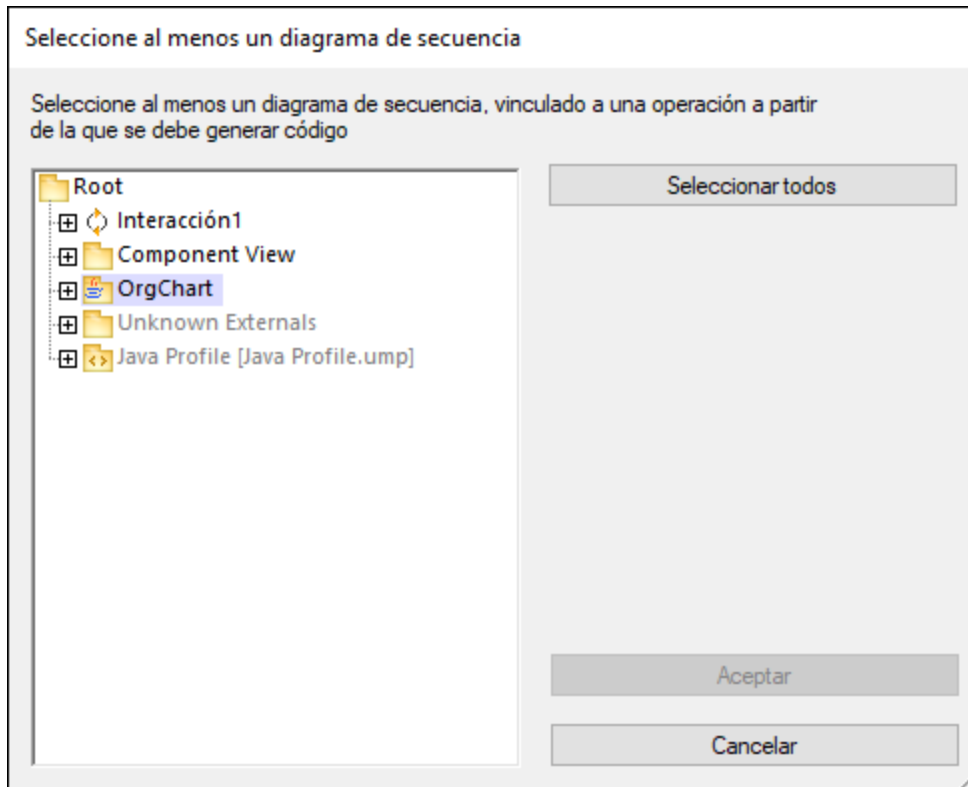 Seleccione al menos un diagrama de secuencia
Seleccione al menos un diagrama de secuencia, vinculado a una operación a partir
de la que se debe generar código
Root
Interacción1
Component View
OrgChart
Unknown Externals
Java Profile [Java Profile.ump]
Seleccionar todos
Aceptar
Cancelar